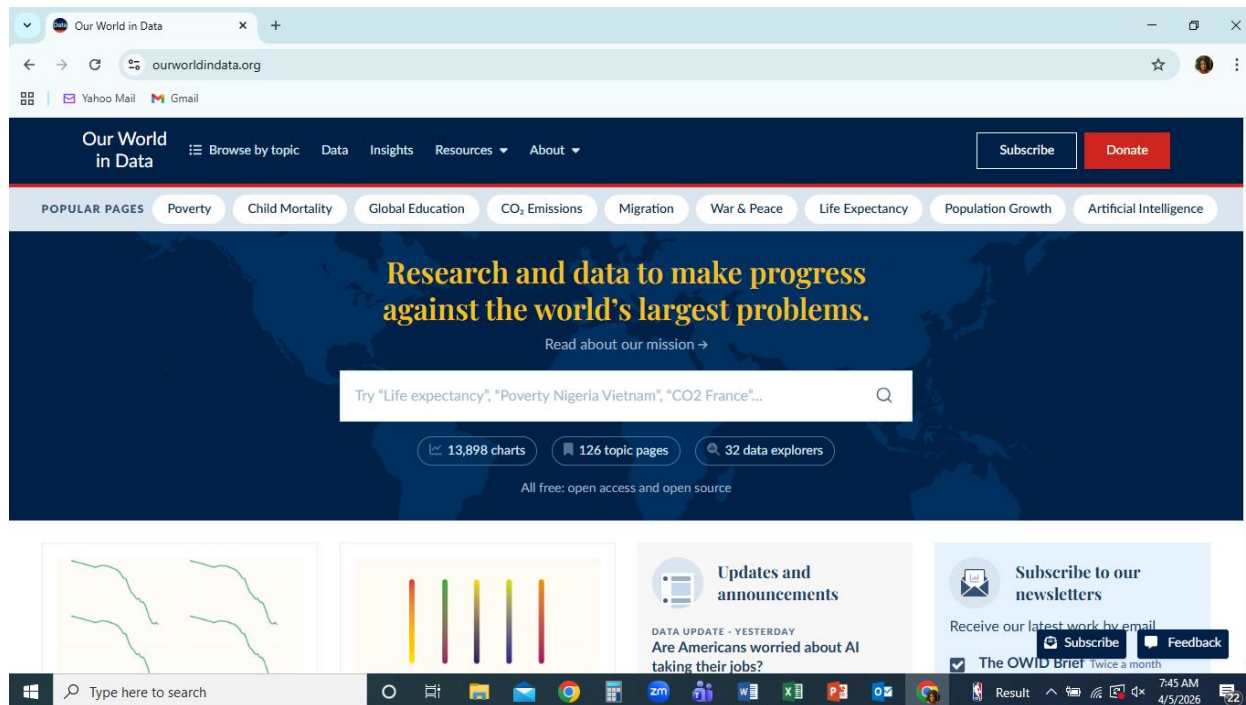 Our World in Data
ourworldindata.org
Yahoo Mail Gmail
Our World
in Data
Browse by topic Data Insights Resources About
Subscribe Donate
POPULAR PAGES Poverty Child Mortality Global Education CO₂ Emissions Migration War & Peace Life Expectancy Population Growth Artificial Intelligence
Research and data to make progress
against the world's largest problems.
Read about our mission →
Try "Life expectancy", "Poverty Nigeria Vietnam", "CO2 France"...
13,898 charts 126 topic pages 32 data explorers
All free: open access and open source
Updates and
announcements
DATA UPDATE - YESTERDAY
Are Americans worried about AI
taking their jobs?
Subscribe to our
newsletters
Receive our latest work by email
Subscribe Feedback
The OWID Brief Twice a month
Type here to search
Result
7:45 AM
4/5/2026
22